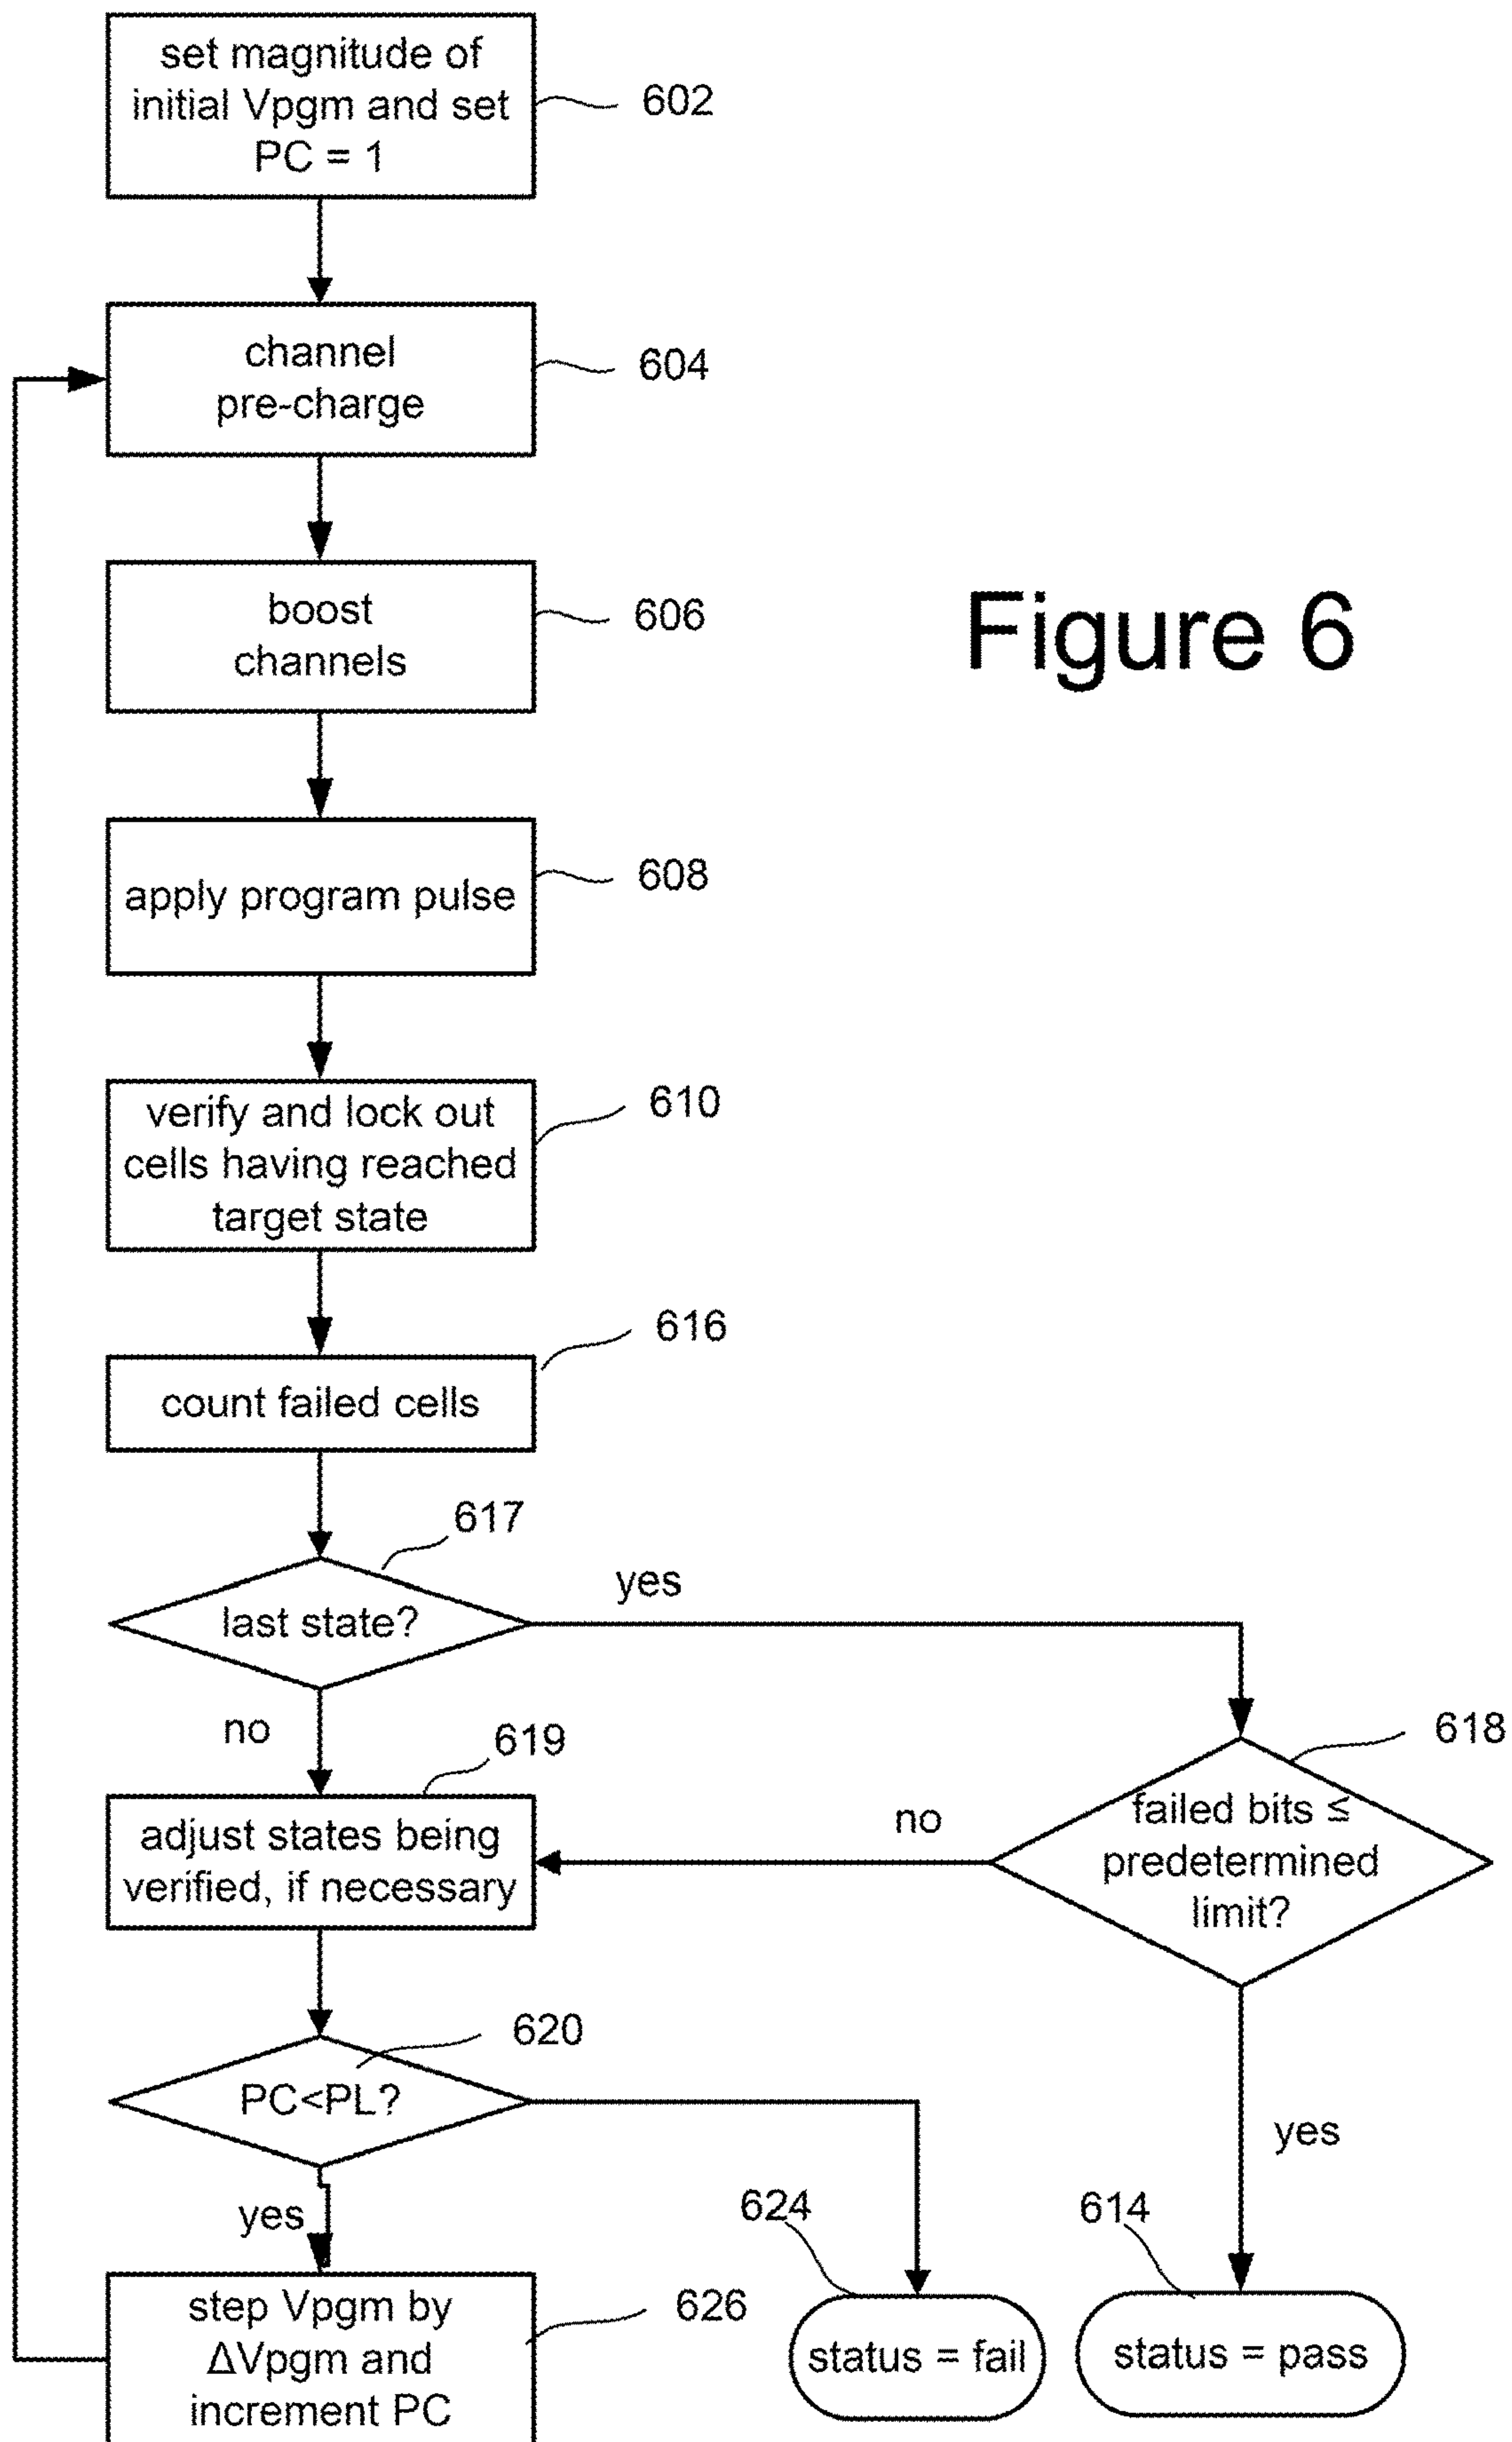 set magnitude of
initial Vpgm and set
PC = 1
602
channel
pre-charge
604
boost
channels
606
Figure 6
apply program pulse
608
verify and lock out
cells having reached
target state
610
count failed cells
616
last state?
617
yes
no
adjust states being
verified, if necessary
619
failed bits ≤
predetermined
limit?
618
no
yes
PC<PL?
620
yes
step Vpgm by
ΔVpgm and
increment PC
626
status = fail
624
status = pass
614